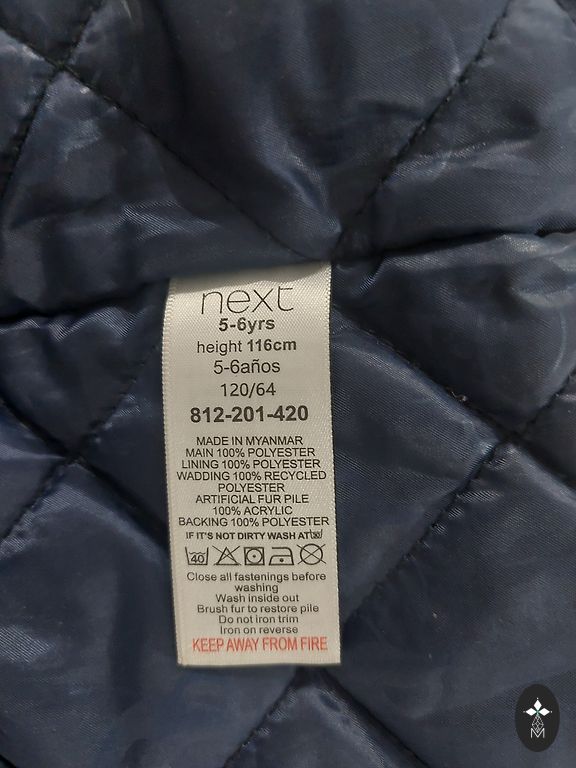 next
5-6yrs
height 116cm
5-6años
120/64
812-201-420
MADE IN MYANMAR
MAIN 100% POLYESTER
LINING 100% POLYESTER
WADDING 100% RECYCLED
POLYESTER
ARTIFICIAL FUR PILE
100% ACRYLIC
BACKING 100% POLYESTER
IF IT'S NOT DIRTY WASH AT
40
Close all fastenings before
washing
Wash inside out
Brush fur to restore pile
Do not iron trim
Iron on reverse
KEEP AWAY FROM FIRE
M